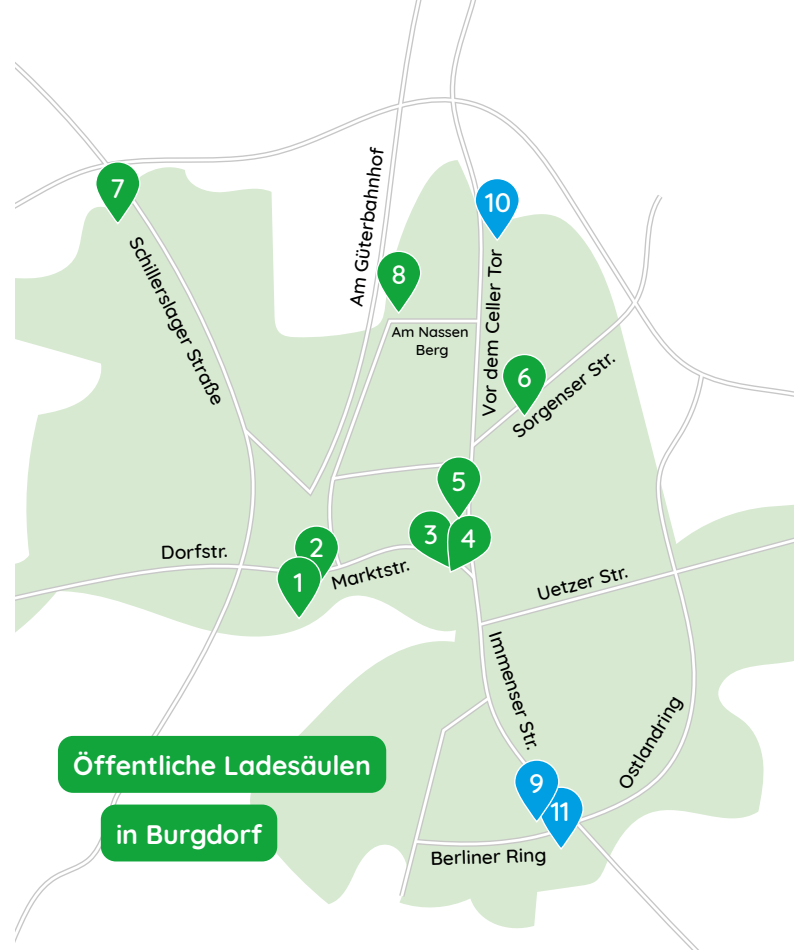 7
10
Am Güterbahnhof
Schillerslager Straße
8
Vor dem Celler Tor
Am Nassen
Berg
6
Sorgenser Str.
5
3
4
Dorfstr.
2
1
Marktstr.
Uetzer Str.
Immenser Str.
Ostlandring
Öffentliche Ladesäulen
in Burgdorf
9
11
Berliner Ring